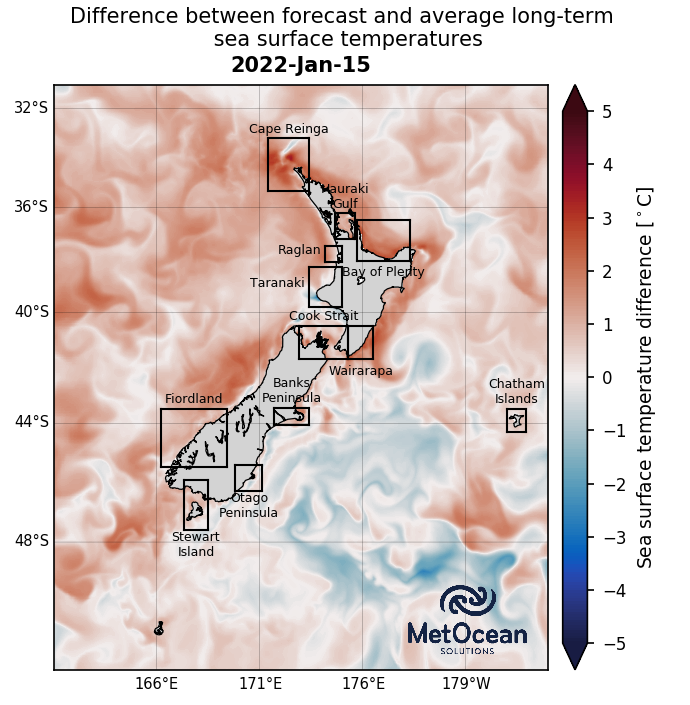 Difference between forecast and average long-term
sea surface temperatures
2022-Jan-15
32°S
36°S
40°S
44°S
48°S
166°E
171°E
176°E
179°W
Cape Reinga
Hauraki
Gulf
Raglan
Bay of Plenty
Taranaki
Cook Strait
Wairarapa
Banks
Peninsula
Chatham
Islands
Fiordland
Otago
Peninsula
Stewart
Island
MetOcean
SOLUTIONS
5
4
3
2
1
0
−1
−2
−3
−4
−5
Sea surface temperature difference [°C]